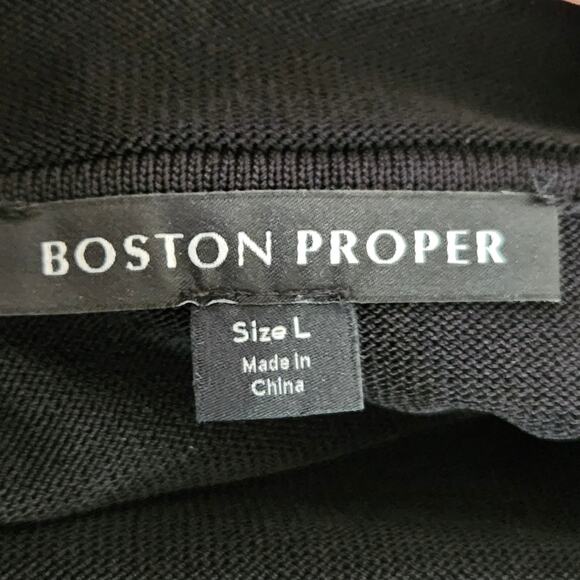 BOSTON PROPER
Size L
Made in
China